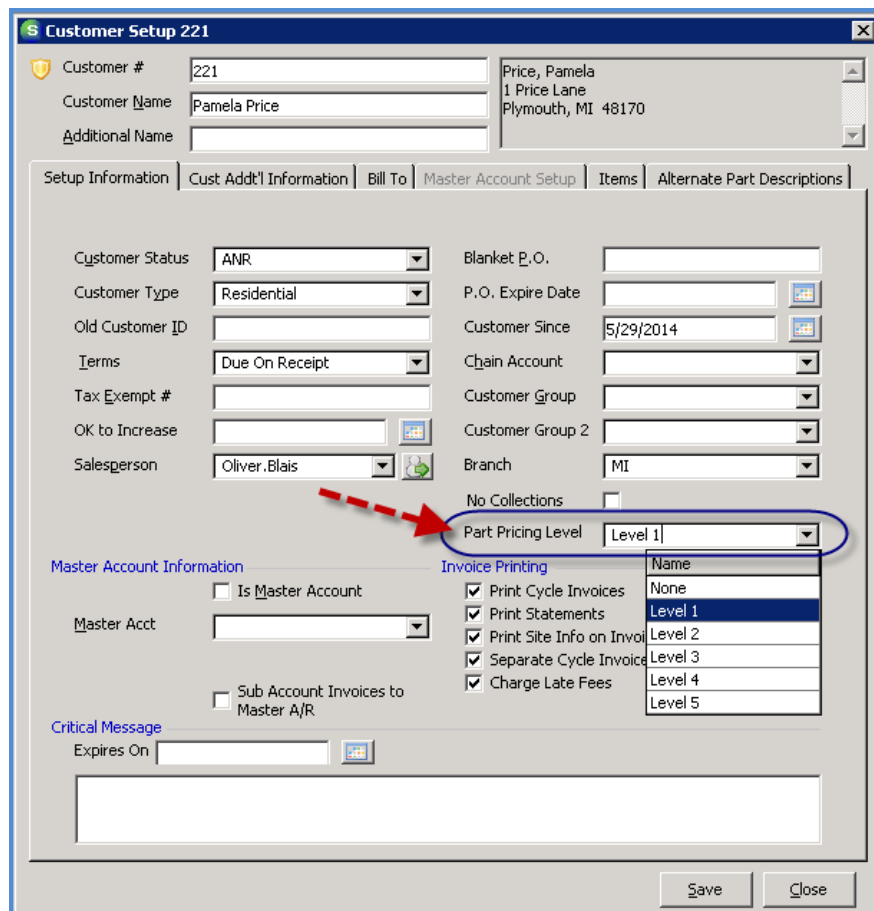 S Customer Setup 221
Customer # 221
Customer Name Pamela Price
Additional Name
Price, Pamela
1 Price Lane
Plymouth, MI 48170
Setup Information Cust Addt'l Information Bill To Master Account Setup Items Alternate Part Descriptions
Customer Status ANR Blanket P.O.
Customer Type Residential P.O. Expire Date
Old Customer ID Customer Since 5/29/2014
Terms Due On Receipt Chain Account
Tax Exempt # Customer Group
OK to Increase Customer Group 2
Salesperson Oliver.Blais Branch MI
No Collections
Part Pricing Level Level 1
Name
None
Level 1
Level 2
Level 3
Level 4
Level 5
Master Account Information
Is Master Account
Master Acct
Sub Account Invoices to
Master A/R
Invoice Printing
Print Cycle Invoices
Print Statements
Print Site Info on Invoi
Separate Cycle Invoice
Charge Late Fees
Critical Message
Expires On
Save Close